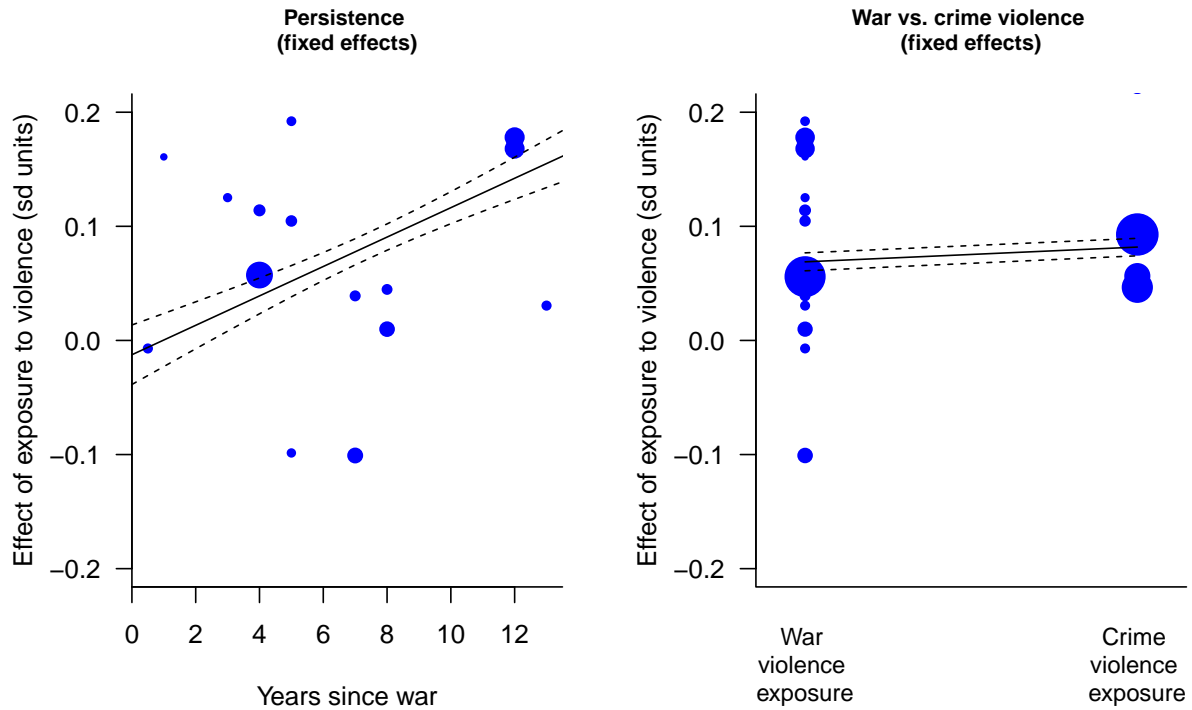 Persistence
(fixed effects)
Effect of exposure to violence (sd units)
0.2
0.1
0.0
−0.1
−0.2
0 2 4 6 8 10 12
Years since war
War vs. crime violence
(fixed effects)
Effect of exposure to violence (sd units)
0.2
0.1
0.0
−0.1
−0.2
War
violence
exposure
Crime
violence
exposure